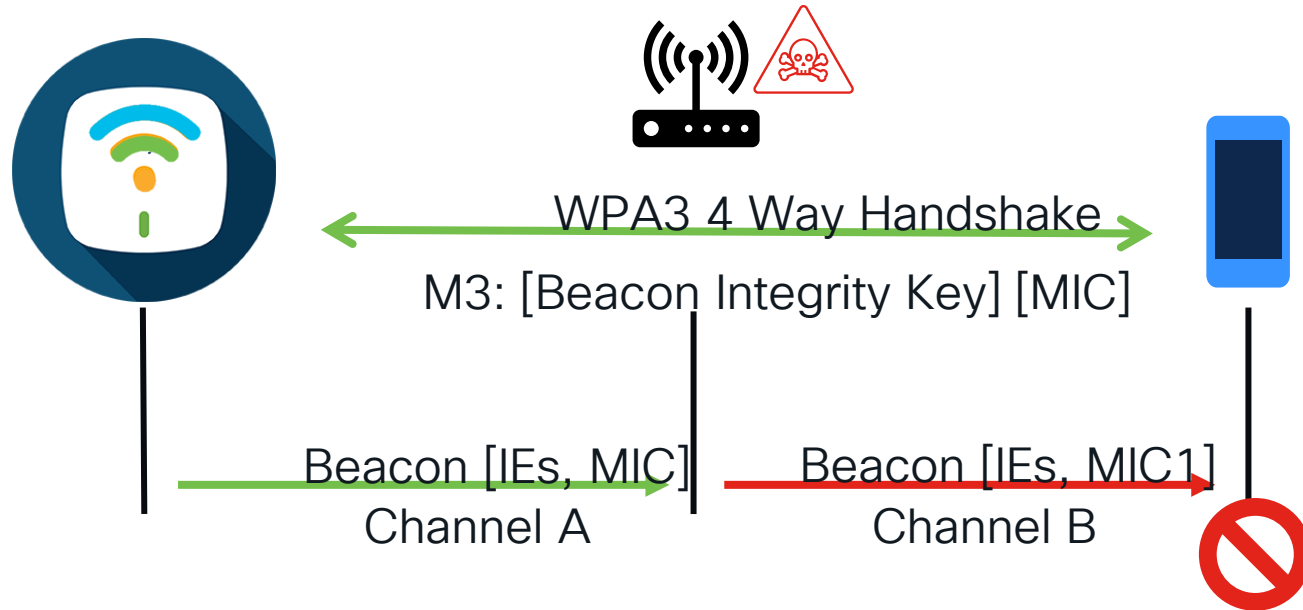 WPA3 4 Way Handshake
M3: [Beacon Integrity Key] [MIC]
Beacon [IEs, MIC]
Channel A
Beacon [IEs, MIC1]
Channel B